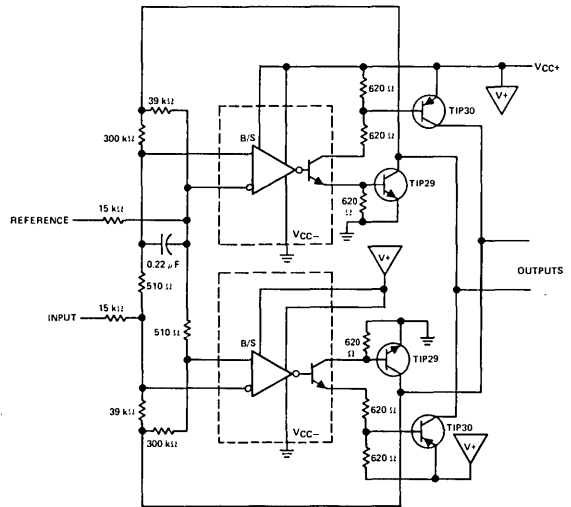 VCC+
V+
39 kΩ
620 Ω
TIP30
300 kΩ
620 Ω
B/S
TIP29
15 kΩ
REFERENCE
620
Ω
VCC−
0.22 μF
V+
510 Ω
OUTPUTS
15 kΩ
INPUT
510 Ω
B/S
620
Ω
TIP29
39 kΩ
620 Ω
TIP30
V+
VCC−
300 kΩ
620 Ω